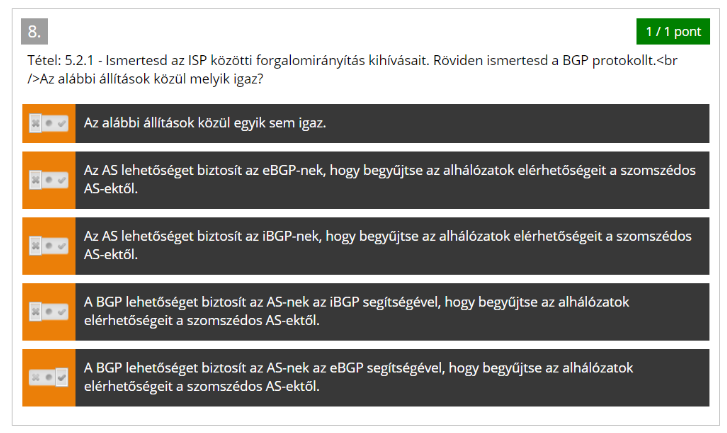 8.
1 / 1 pont
Tétel: 5.2.1 - Ismertesd az ISP közötti forgalomirányítás kihívásait. Röviden ismertesd a BGP protokollt.<br
/>Az alábbi állítások közül melyik igaz?
Az alábbi állítások közül egyik sem igaz.
Az AS lehetőséget biztosít az eBGP-nek, hogy begyűjtse az alhálózatok elérhetőségeit a szomszédos
AS-ektől.
Az AS lehetőséget biztosít az iBGP-nek, hogy begyűjtse az alhálózatok elérhetőségeit a szomszédos
AS-ektől.
A BGP lehetőséget biztosít az AS-nek az iBGP segítségével, hogy begyűjtse az alhálózatok
elérhetőségeit a szomszédos AS-ektől.
A BGP lehetőséget biztosít az AS-nek az eBGP segítségével, hogy begyűjtse az alhálózatok
elérhetőségeit a szomszédos AS-ektől.